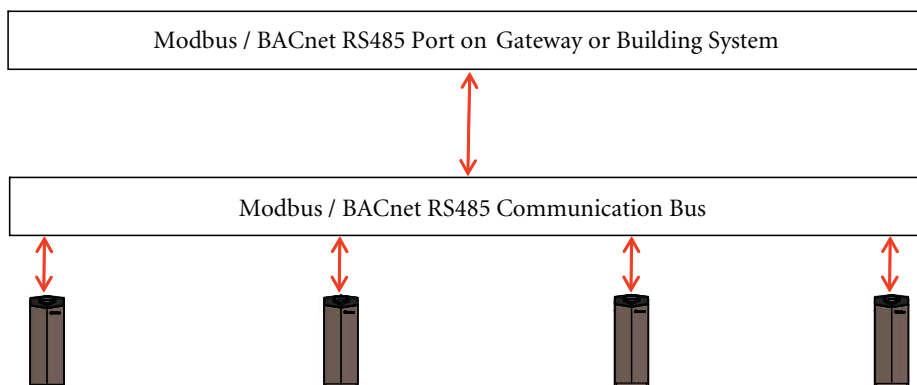 Modbus / BACnet RS485 Port on Gateway or Building System
Modbus / BACnet RS485 Communication Bus